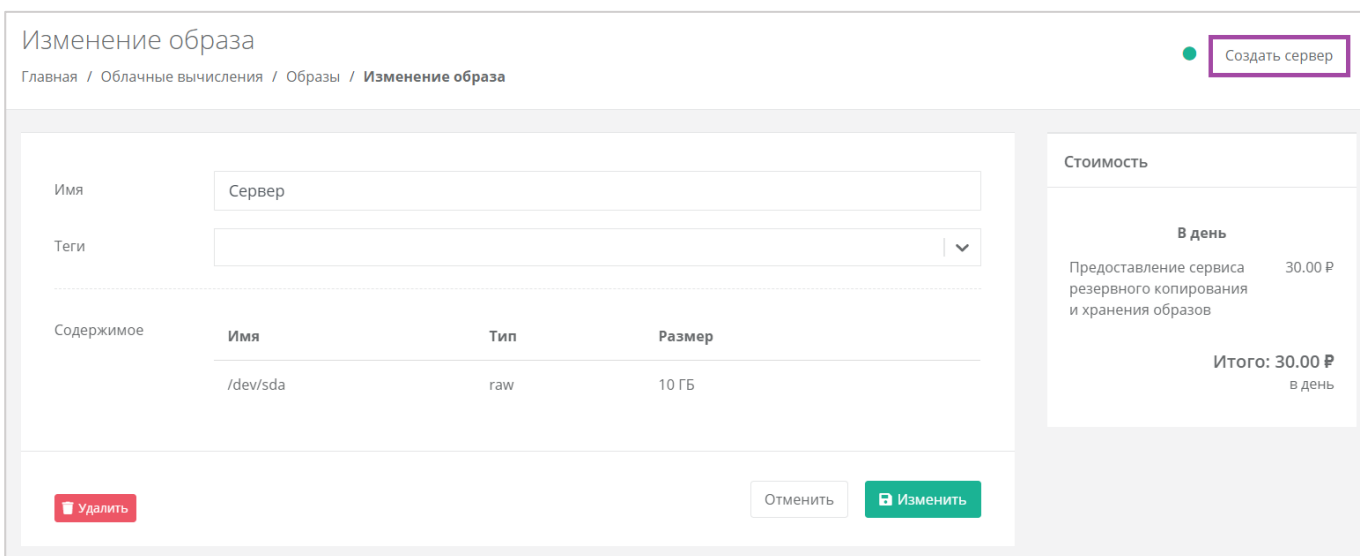 Изменение образа
Главная / Облачные вычисления / Образы / Изменение образа
Создать сервер
Имя
Сервер
Теги
Содержимое
Имя Тип Размер
/dev/sda raw 10 ГБ
Удалить
Отменить
Изменить
Стоимость
В день
Предоставление сервиса 30.00 ₽
резервного копирования
и хранения образов
Итого: 30.00 ₽
в день